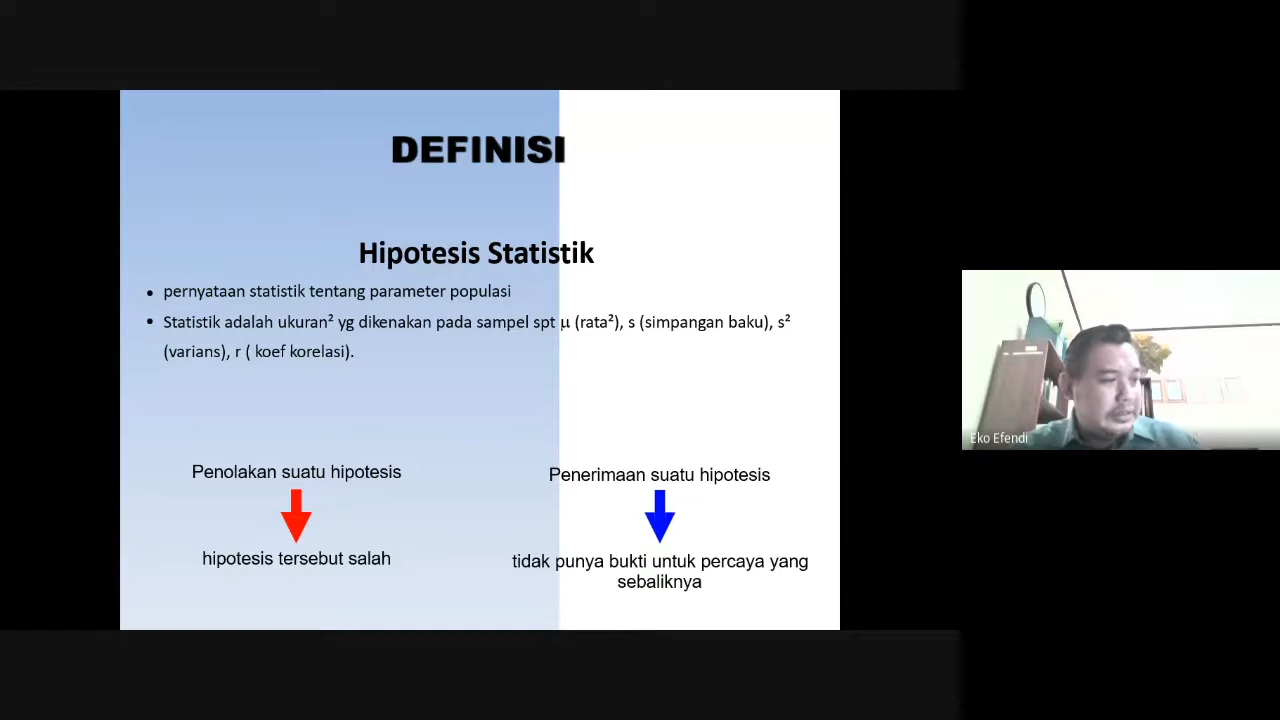 DEFINISI
Hipotesis Statistik
• pernyataan statistik tentang parameter populasi
• Statistik adalah ukuran² yg dikenakan pada sampel spt µ (rata²), s (simpangan baku), s²
(varians), r ( koef korelasi).
Penolakan suatu hipotesis
hipotesis tersebut salah
Penerimaan suatu hipotesis
tidak punya bukti untuk percaya yang
sebaliknya
Eko Efendi